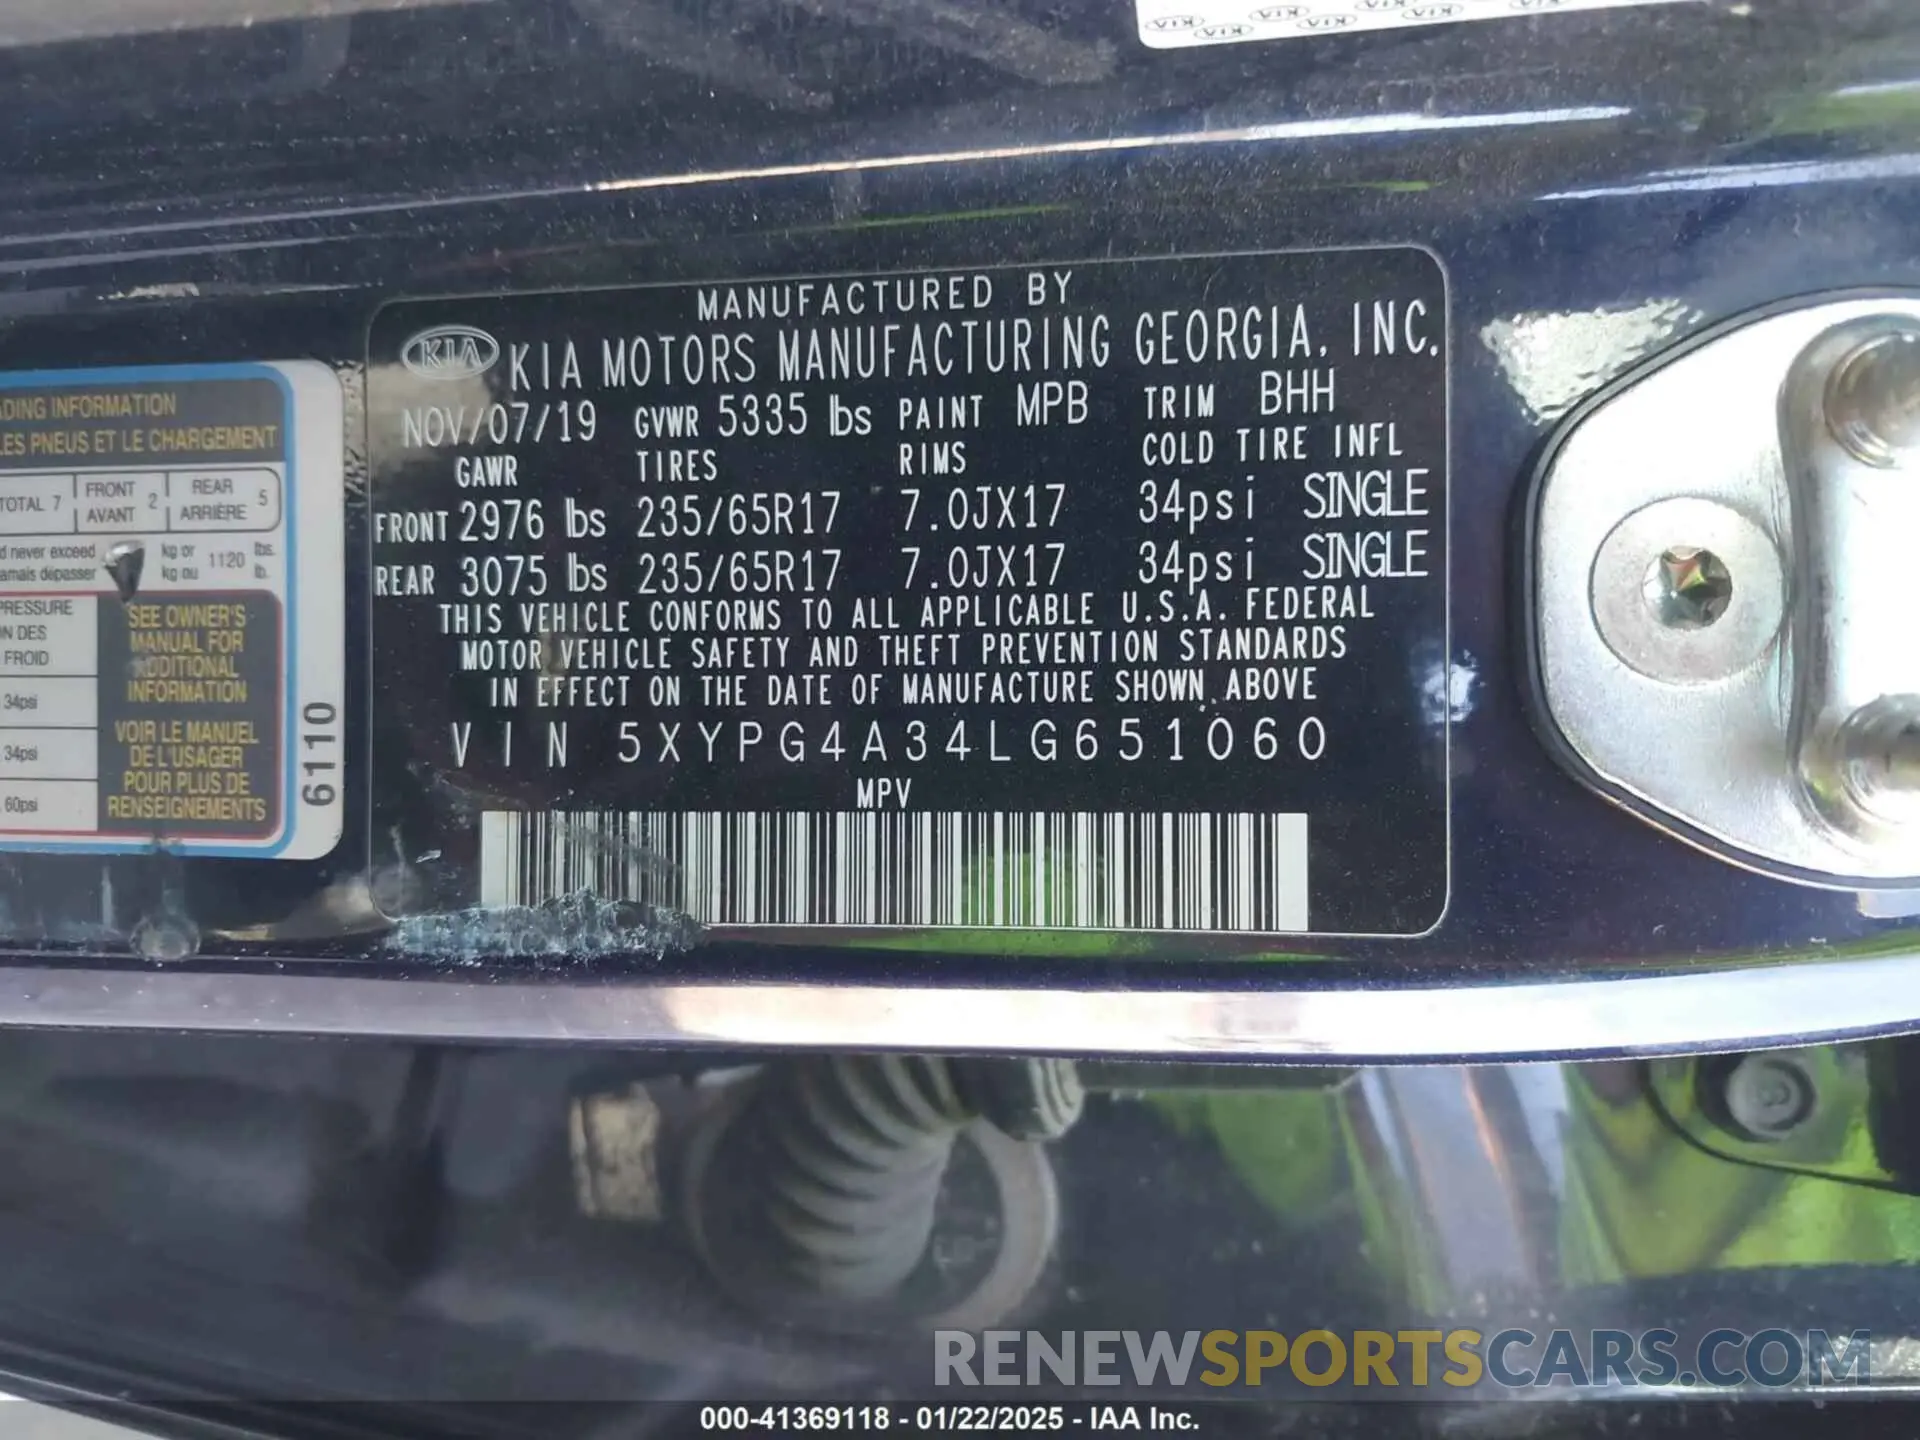 KIA KIA KIA KIA KIA
MANUFACTURED BY
KIA KIA MOTORS MANUFACTURING GEORGIA, INC.
NOV/07/19 GVWR 5335 lbs PAINT MPB TRIM BHH
GAWR TIRES RIMS COLD TIRE INFL
FRONT 2976 lbs 235/65R17 7.0JX17 34psi SINGLE
REAR 3075 lbs 235/65R17 7.0JX17 34psi SINGLE
THIS VEHICLE CONFORMS TO ALL APPLICABLE U.S.A. FEDERAL
MOTOR VEHICLE SAFETY AND THEFT PREVENTION STANDARDS
IN EFFECT ON THE DATE OF MANUFACTURE SHOWN ABOVE
VIN 5XYPG4A34LG651060
MPV
ADING INFORMATION
LES PNEUS ET LE CHARGEMENT
TOTAL 7 FRONT AVANT 2 REAR ARRIÈRE 5
d never exceed kg or 1120 lbs.
amais dépasser kg ou lb.
PRESSURE
N DES
FROID
34psi
34psi
60psi
SEE OWNER'S
MANUAL FOR
ADDITIONAL
INFORMATION
VOIR LE MANUEL
DE L'USAGER
POUR PLUS DE
RENSEIGNEMENTS
6110
RENEWSPORTSCARS.COM
000-41369118 - 01/22/2025 - IAA Inc.